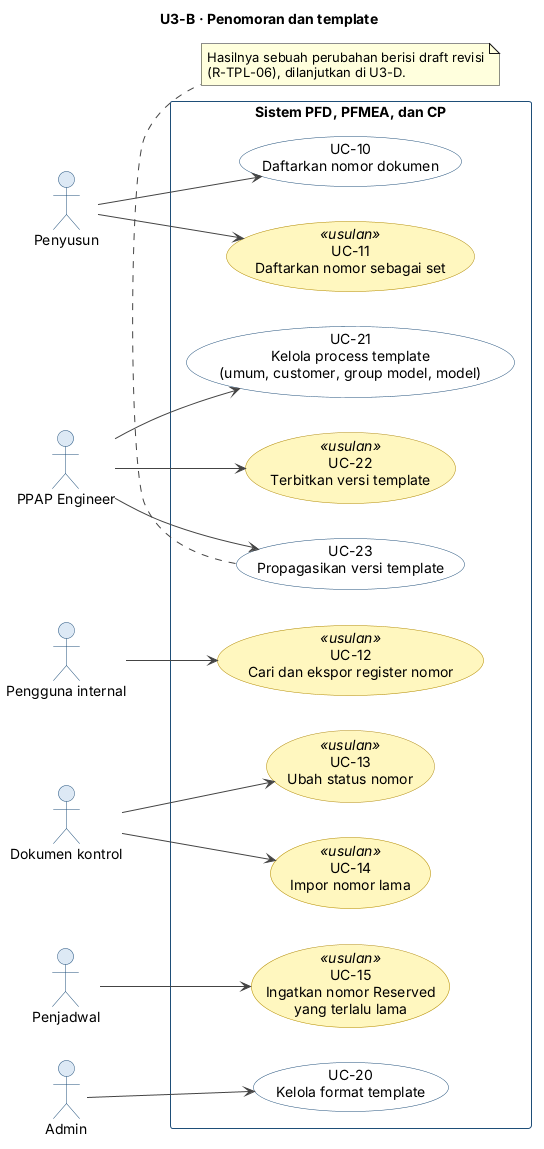 U3-B · Penomoran dan template
Hasilnya sebuah perubahan berisi draft revisi
(R-TPL-06), dilanjutkan di U3-D.
Sistem PFD, PFMEA, dan CP
UC-10
Daftarkan nomor dokumen
Penyusun
«usulan»
UC-11
Daftarkan nomor sebagai set
UC-21
Kelola process template
(umum, customer, group model, model)
PPAP Engineer
«usulan»
UC-22
Terbitkan versi template
UC-23
Propagasikan versi template
Pengguna internal
«usulan»
UC-12
Cari dan ekspor register nomor
«usulan»
UC-13
Ubah status nomor
Dokumen kontrol
«usulan»
UC-14
Impor nomor lama
Penjadwal
«usulan»
UC-15
Ingatkan nomor Reserved
yang terlalu lama
Admin
UC-20
Kelola format template